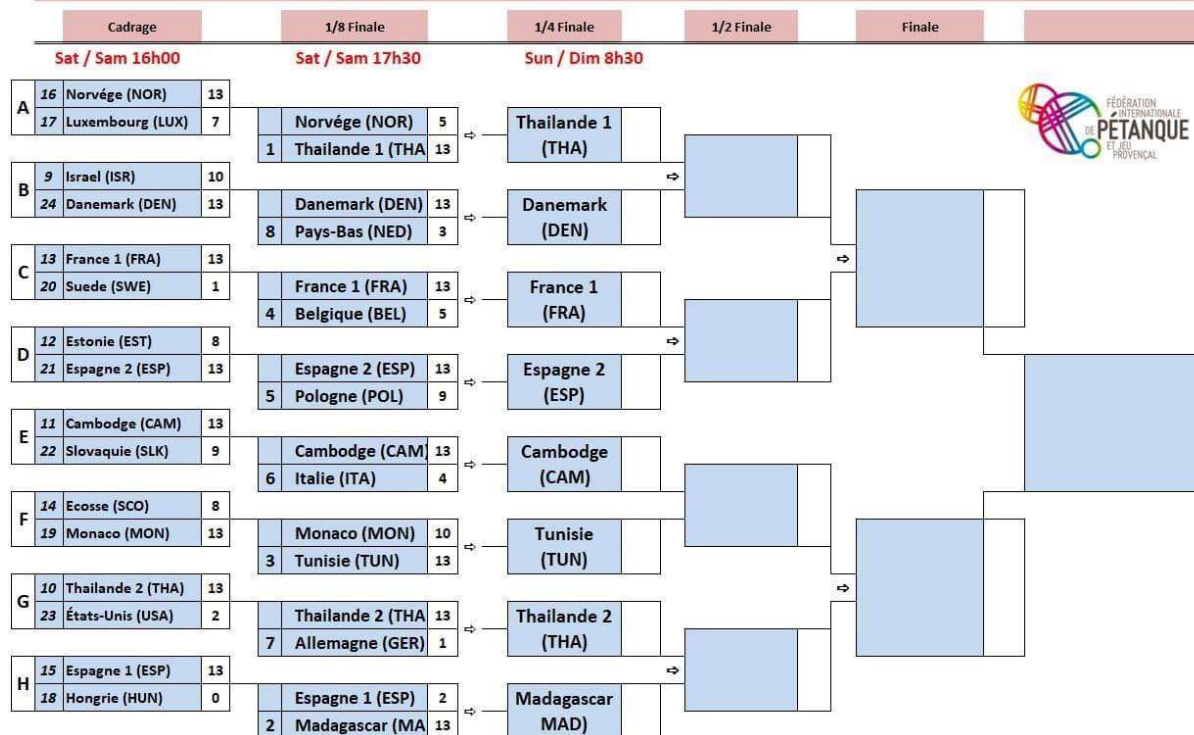 Cadrage 1/8 Finale 1/4 Finale 1/2 Finale Finale
Sat / Sam 16h00 Sat / Sam 17h30 Sun / Dim 8h30
FÉDÉRATION
INTERNATIONALE
DE PÉTANQUE
ET JEU
PROVENÇAL
A
16 Norvége (NOR) 13
17 Luxembourg (LUX) 7
B
9 Israel (ISR) 10
24 Danemark (DEN) 13
C
13 France 1 (FRA) 13
20 Suede (SWE) 1
D
12 Estonie (EST) 8
21 Espagne 2 (ESP) 13
E
11 Cambodge (CAM) 13
22 Slovaquie (SLK) 9
F
14 Ecosse (SCO) 8
19 Monaco (MON) 13
G
10 Thailande 2 (THA) 13
23 États-Unis (USA) 2
H
15 Espagne 1 (ESP) 13
18 Hongrie (HUN) 0
Norvége (NOR) 5
1 Thailande 1 (THA 13
Danemark (DEN) 13
8 Pays-Bas (NED) 3
France 1 (FRA) 13
4 Belgique (BEL) 5
Espagne 2 (ESP) 13
5 Pologne (POL) 9
Cambodge (CAM) 13
6 Italie (ITA) 4
Monaco (MON) 10
3 Tunisie (TUN) 13
Thailande 2 (THA 13
7 Allemagne (GER) 1
Espagne 1 (ESP) 2
2 Madagascar (MA 13
Thailande 1
(THA)
Danemark
(DEN)
France 1
(FRA)
Espagne 2
(ESP)
Cambodge
(CAM)
Tunisie
(TUN)
Thailande 2
(THA)
Madagascar
MAD)